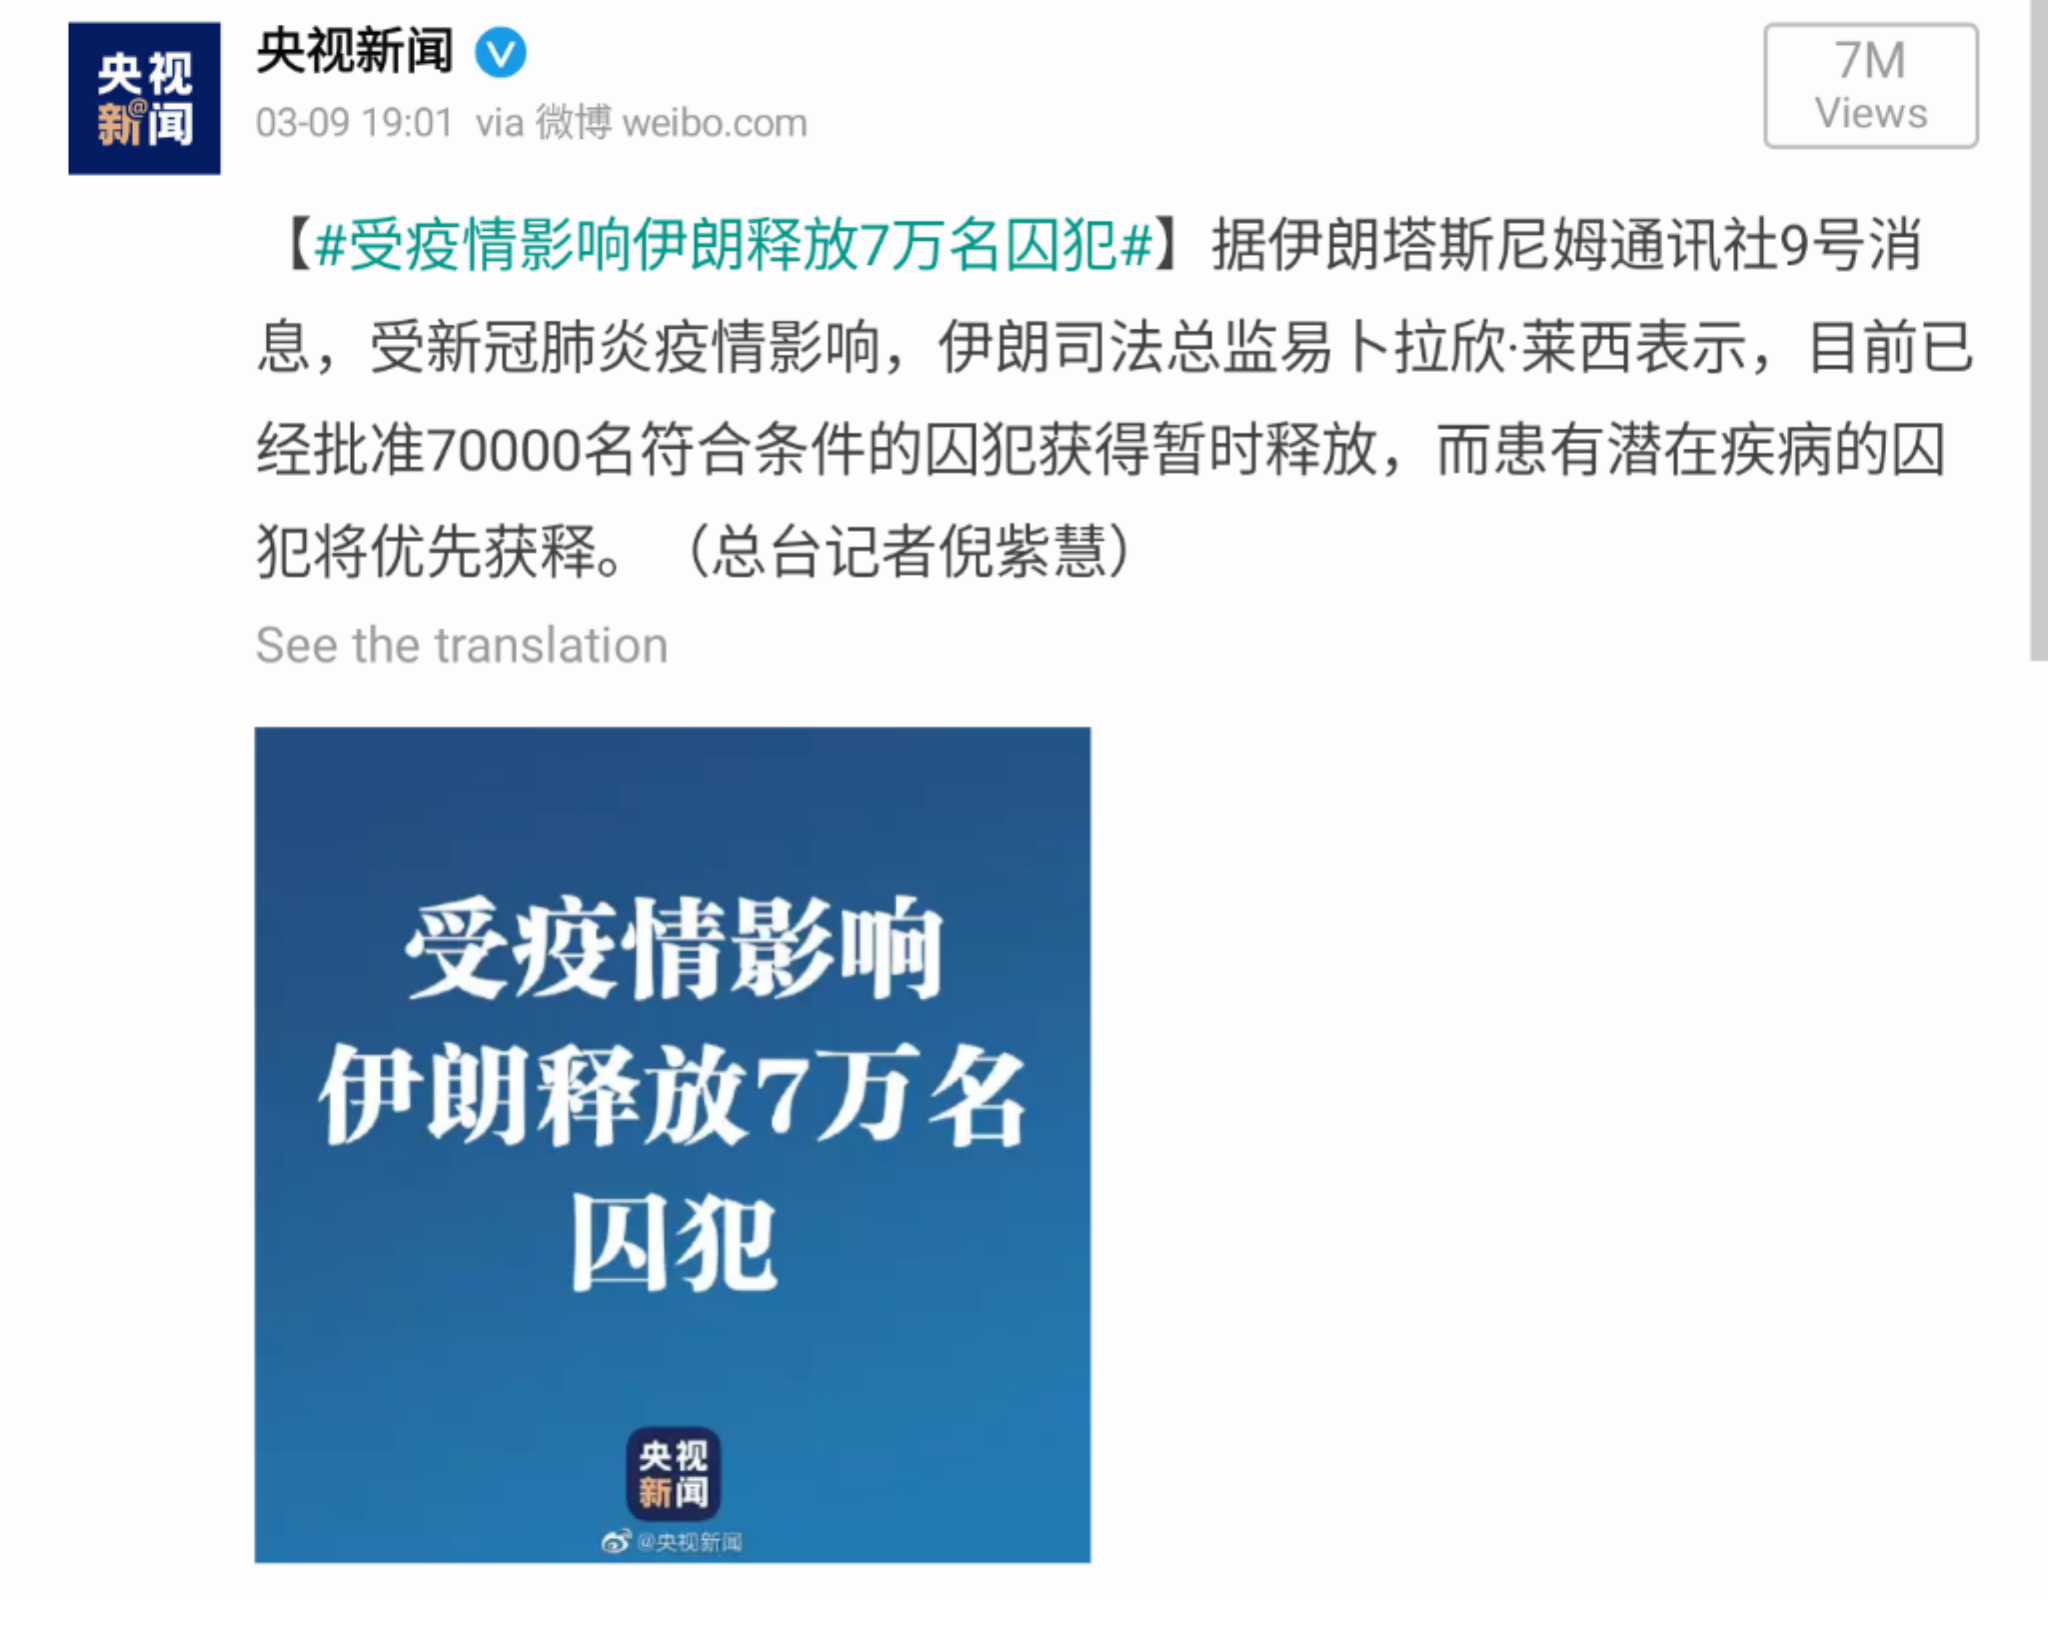 央视
新闻
@
央视新闻
03-09 19:01 via 微博 weibo.com
7M
Views
【#受疫情影响伊朗释放7万名囚犯#】据伊朗塔斯尼姆通讯社9号消
息，受新冠肺炎疫情影响，伊朗司法总监易卜拉欣·莱西表示，目前已
经批准70000名符合条件的囚犯获得暂时释放，而患有潜在疾病的囚
犯将优先获释。（总台记者倪紫慧）
See the translation
受疫情影响
伊朗释放7万名
囚犯
央视
新闻
@央视新闻